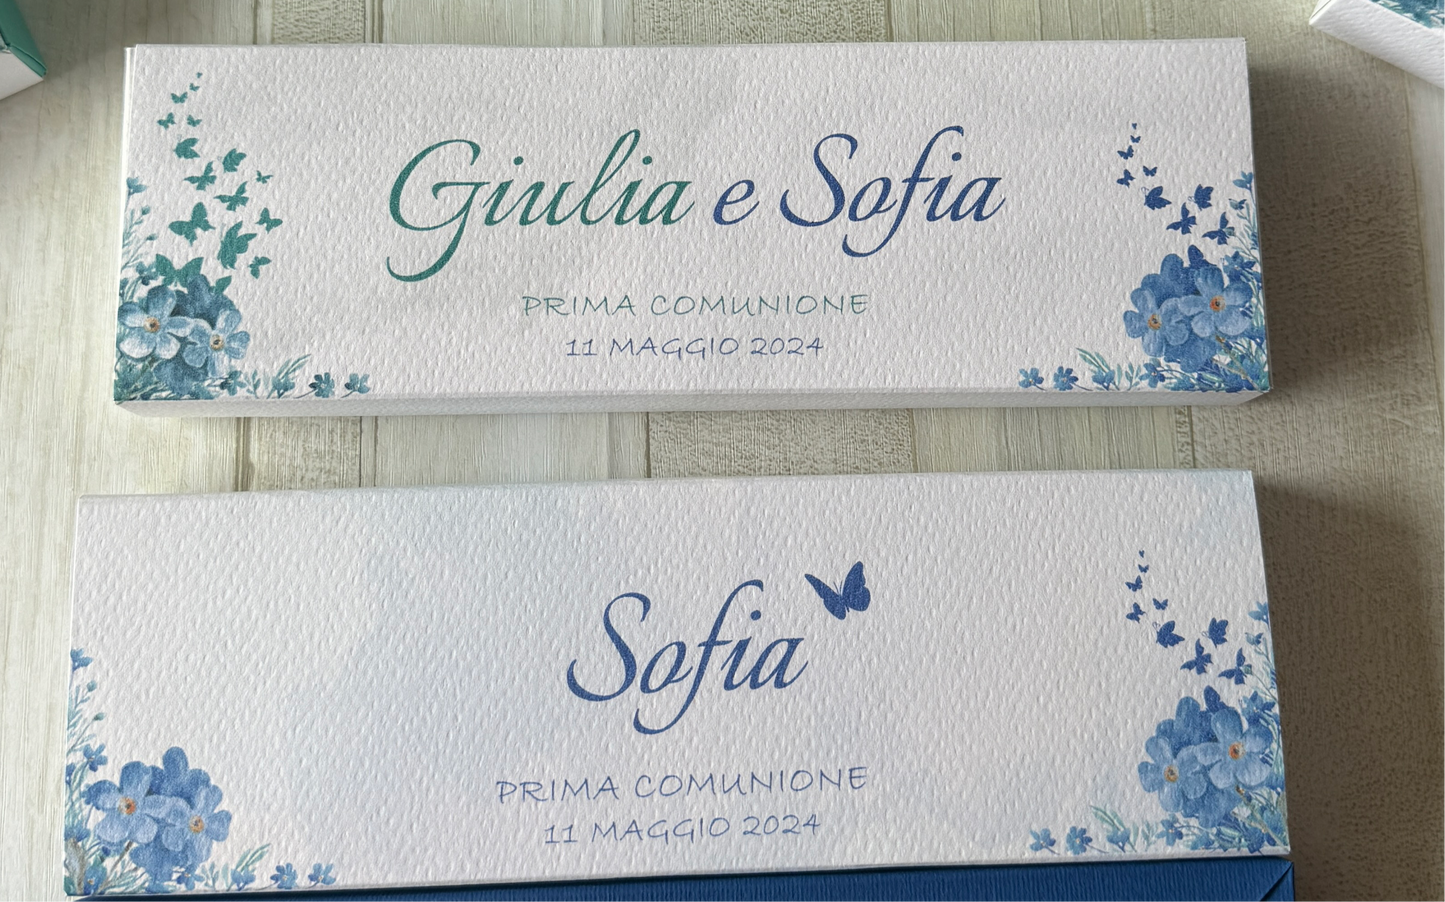 Giulia e Sofia
PRIMA COMUNIONE
11 MAGGIO 2024
Sofia
PRIMA COMUNIONE
11 MAGGIO 2024